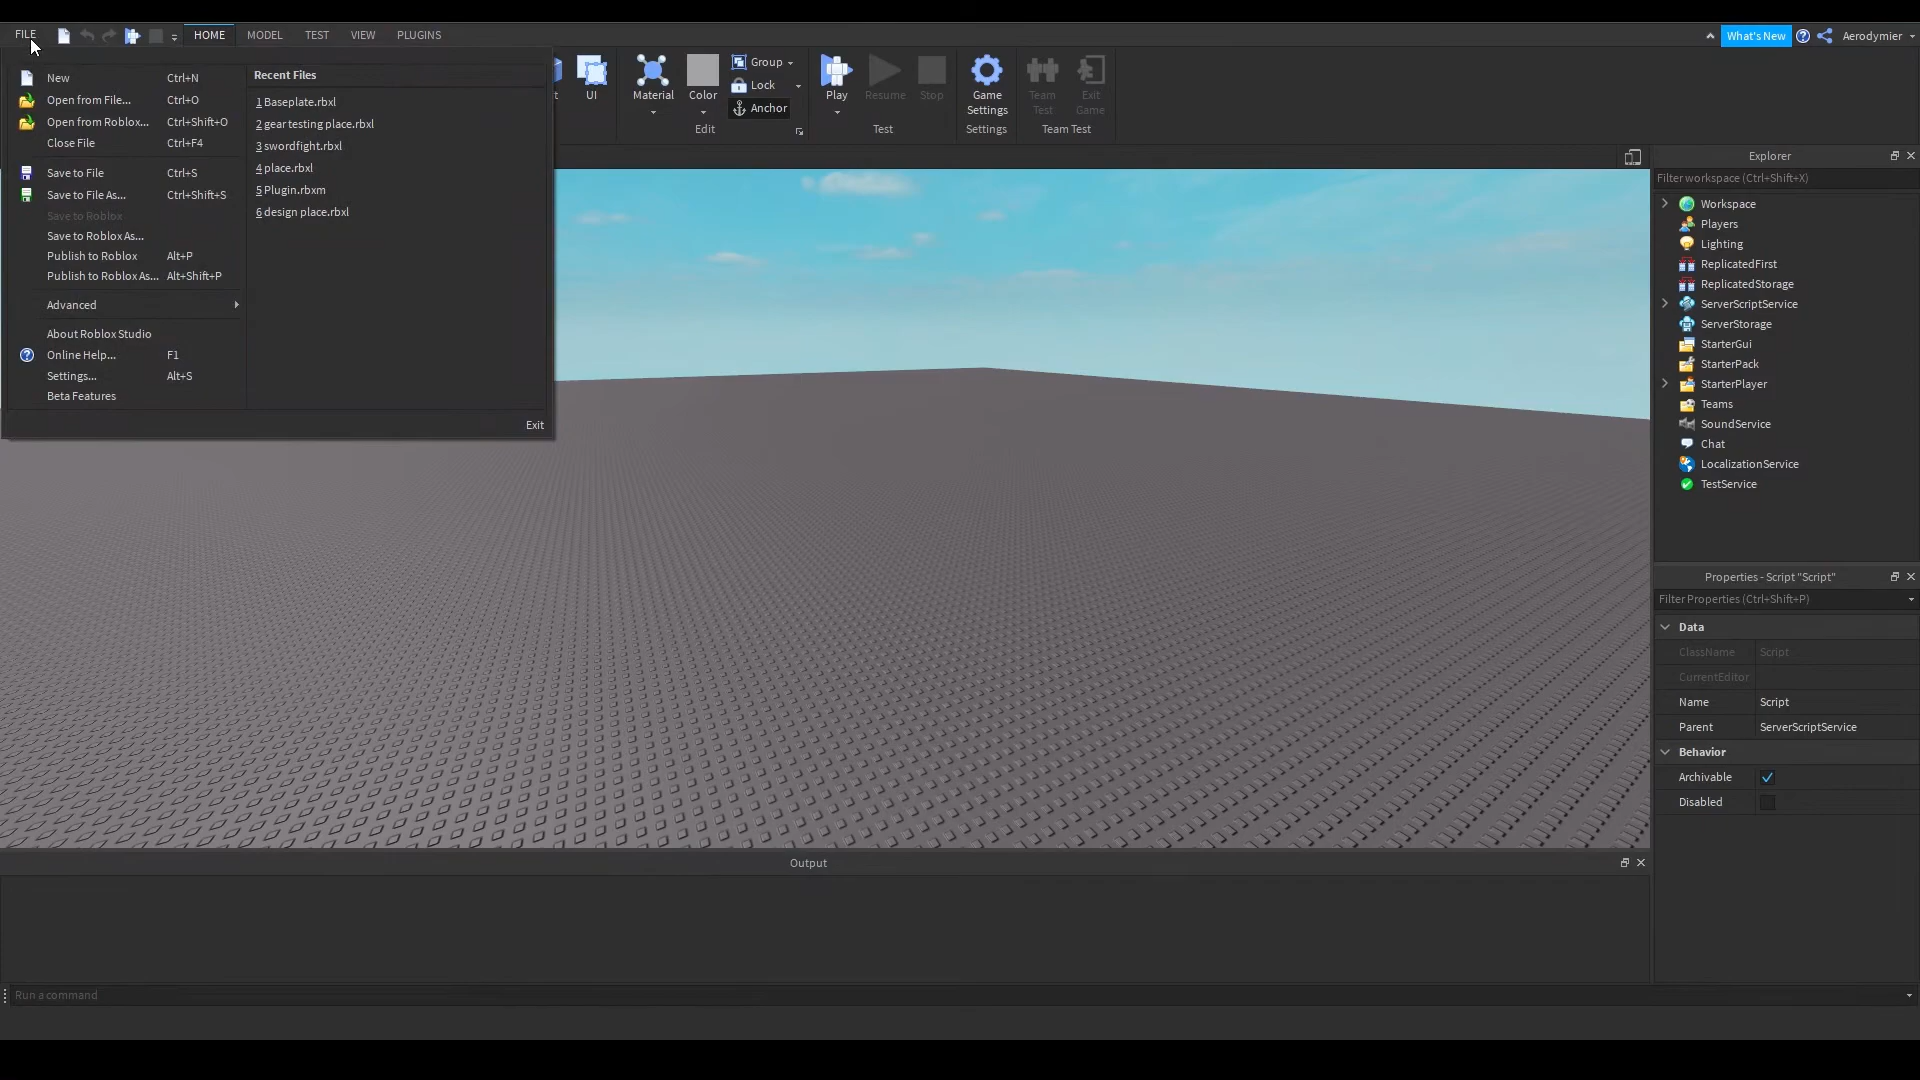 FILE HOME MODEL TEST VIEW PLUGINS What's New Aerodymier
New Ctrl+N
Open from File... Ctrl+O
Open from Roblox... Ctrl+Shift+O
Close File Ctrl+F4
Save to File Ctrl+S
Save to File As... Ctrl+Shift+S
Save to Roblox
Save to Roblox As...
Publish to Roblox Alt+P
Publish to Roblox As... Alt+Shift+P
Advanced
About Roblox Studio
Online Help... F1
Settings... Alt+S
Beta Features
Exit
Recent Files
1 Baseplate.rbxl
2 gear testing place.rbxl
3 swordfight.rbxl
4 place.rbxl
5 Plugin.rbxm
6 design place.rbxl
t
UI
Material
Color
Group
Lock
Anchor
Edit
Play
Resume
Stop
Test
Game
Settings
Settings
Team
Test
Exit
Game
Team Test
Explorer
Filter workspace (Ctrl+Shift+X)
Workspace
Players
Lighting
ReplicatedFirst
ReplicatedStorage
ServerScriptService
ServerStorage
StarterGui
StarterPack
StarterPlayer
Teams
SoundService
Chat
LocalizationService
TestService
Properties - Script "Script"
Filter Properties (Ctrl+Shift+P)
Data
ClassName Script
CurrentEditor
Name Script
Parent ServerScriptService
Behavior
Archivable
Disabled
Output
Run a command